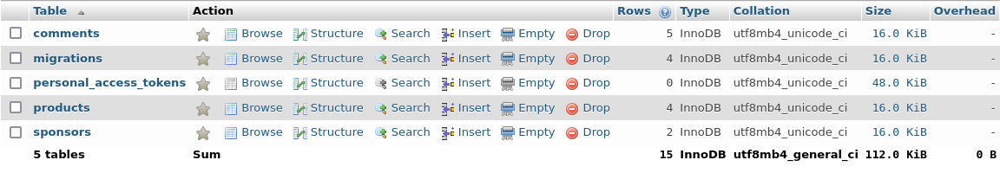 Table Action Rows Type Collation Size Overhead
comments Browse Structure Search Insert Empty Drop 5 InnoDB utf8mb4_unicode_ci 16.0 KiB -
migrations Browse Structure Search Insert Empty Drop 4 InnoDB utf8mb4_unicode_ci 16.0 KiB -
personal_access_tokens Browse Structure Search Insert Empty Drop 0 InnoDB utf8mb4_unicode_ci 48.0 KiB -
products Browse Structure Search Insert Empty Drop 4 InnoDB utf8mb4_unicode_ci 16.0 KiB -
sponsors Browse Structure Search Insert Empty Drop 2 InnoDB utf8mb4_unicode_ci 16.0 KiB -
5 tables Sum 15 InnoDB utf8mb4_general_ci 112.0 KiB 0 B